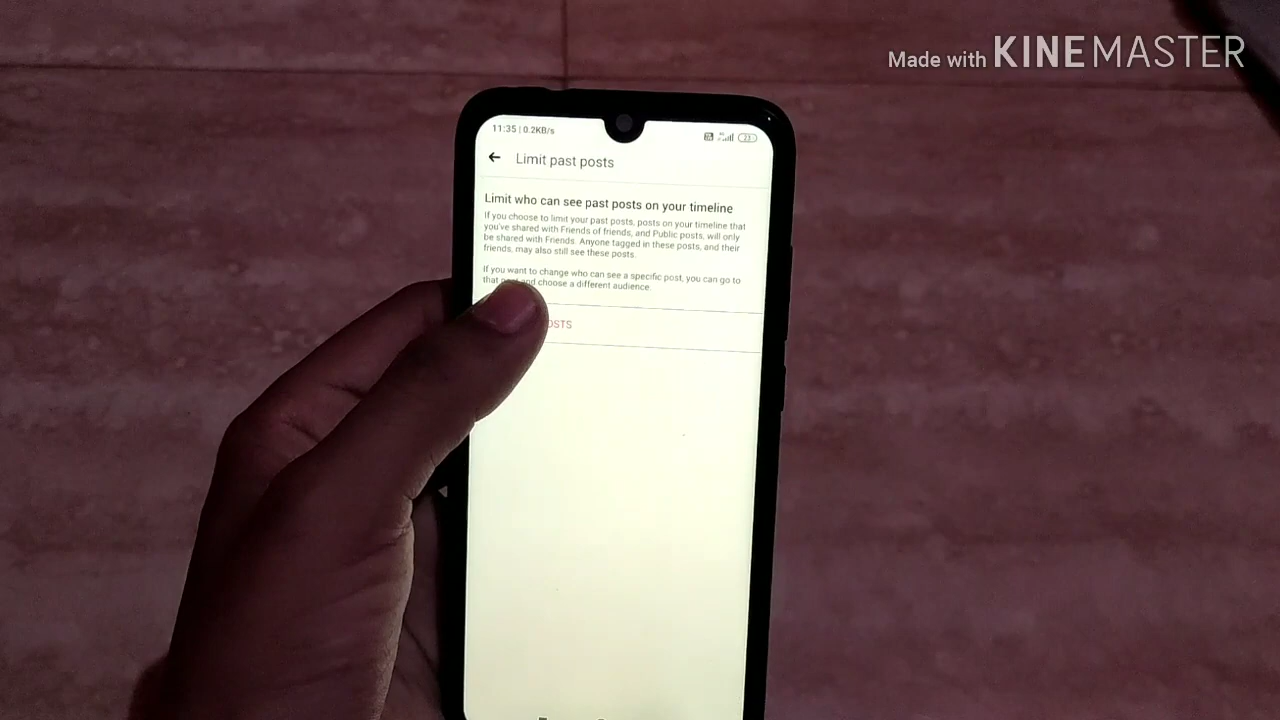 Made with KINEMASTER
11:35 | 0.2KB/s
23
Limit past posts
Limit who can see past posts on your timeline
If you choose to limit your past posts, posts on your timeline that
you've shared with Friends of friends, and Public posts, will only
be shared with Friends. Anyone tagged in these posts, and their
friends, may also still see these posts.
If you want to change who can see a specific post, you can go to
that and choose a different audience.